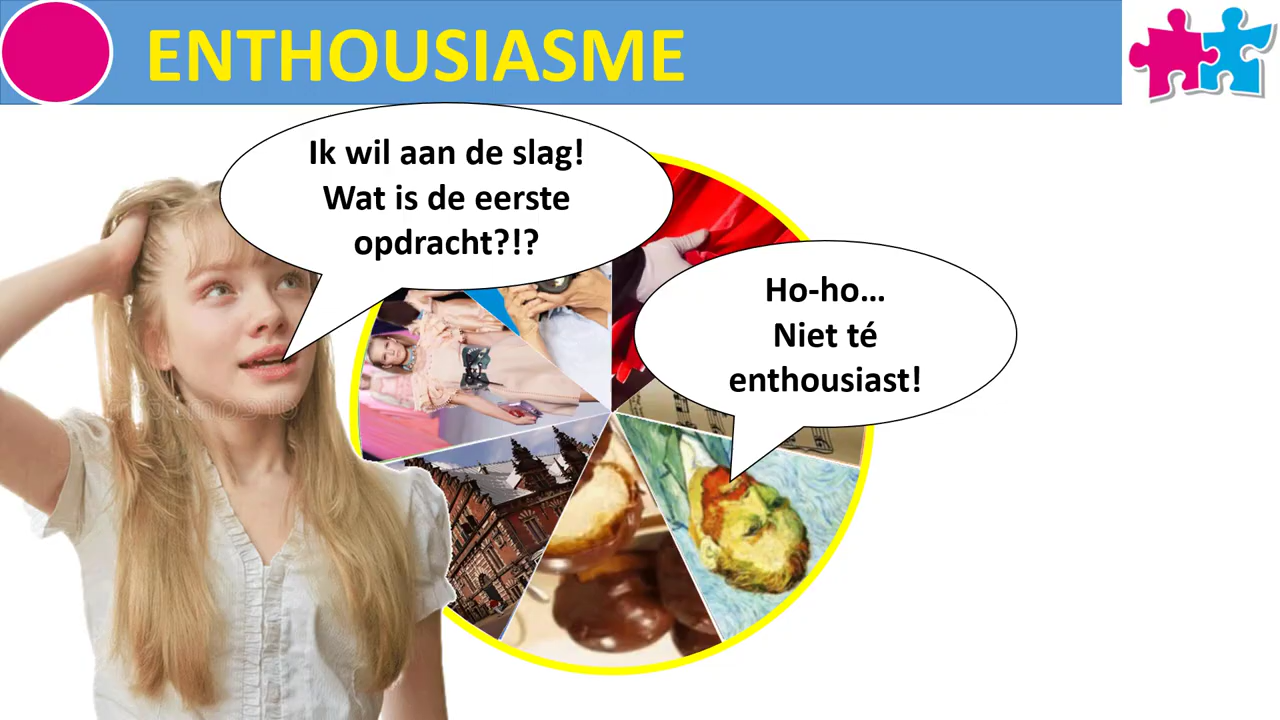 ENTHOUSIASME
Ik wil aan de slag!
Wat is de eerste
opdracht?!?
Ho-ho…
Niet té
enthousiast!